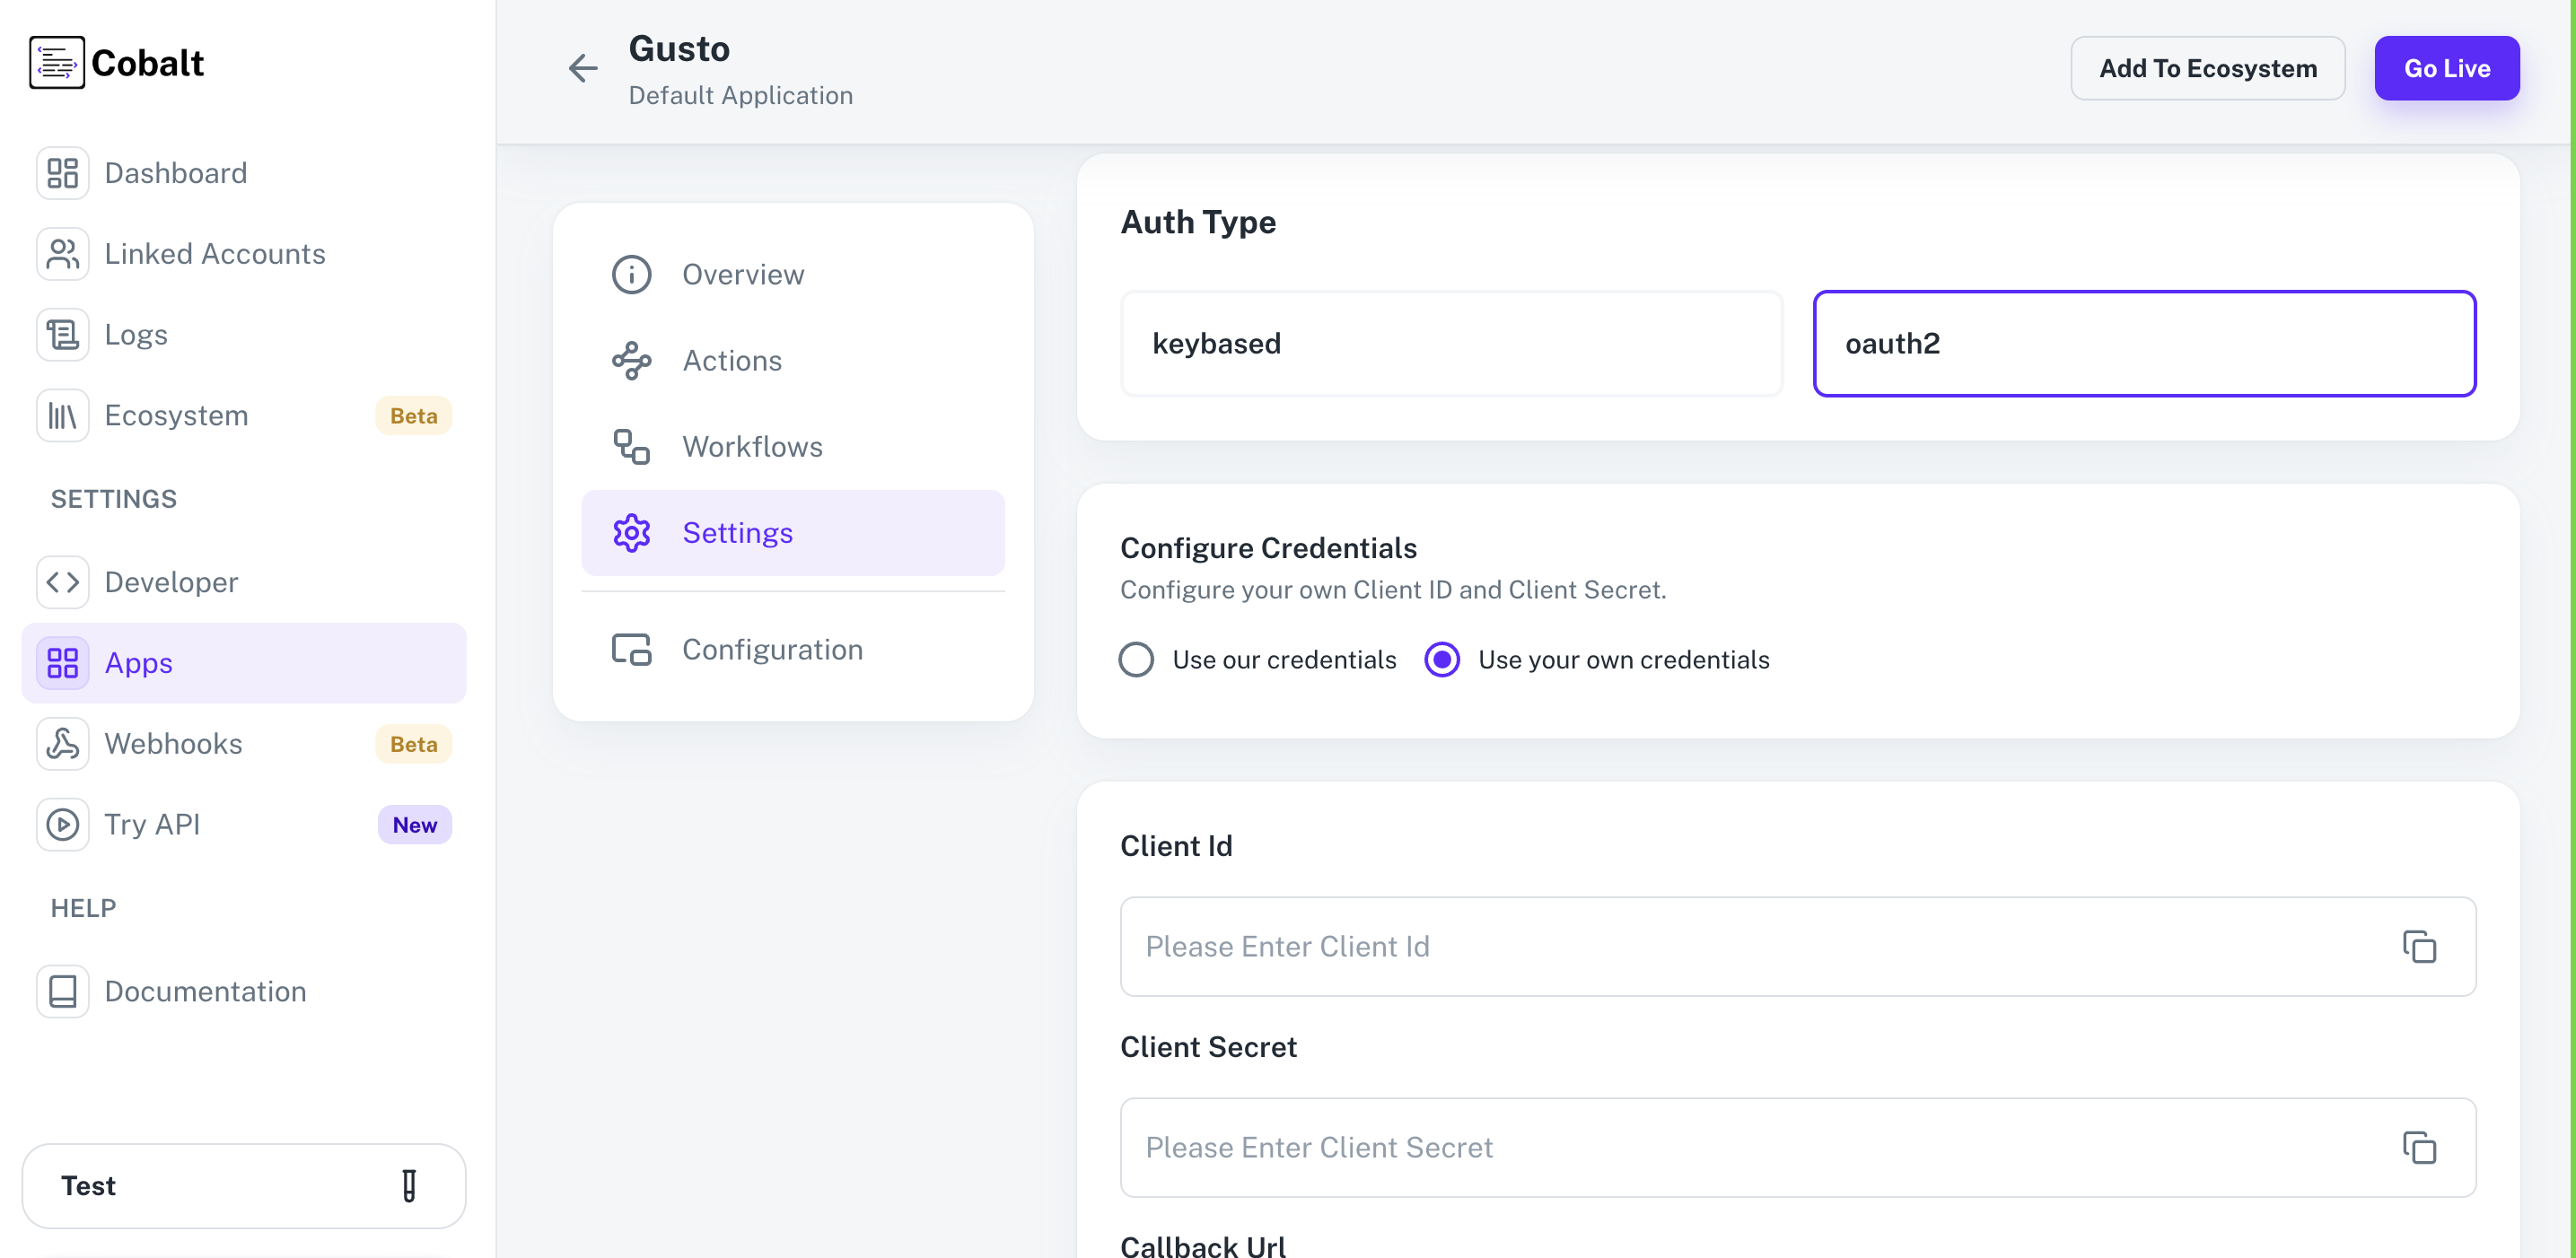 Cobalt
Dashboard
Linked Accounts
Logs
Ecosystem Beta
SETTINGS
Developer
Apps
Webhooks Beta
Try API New
HELP
Documentation
Test
Gusto
Default Application
Add To Ecosystem
Go Live
Overview
Actions
Workflows
Settings
Configuration
Auth Type
keybased
oauth2
Configure Credentials
Configure your own Client ID and Client Secret.
Use our credentials
Use your own credentials
Client Id
Please Enter Client Id
Client Secret
Please Enter Client Secret
Callback Url